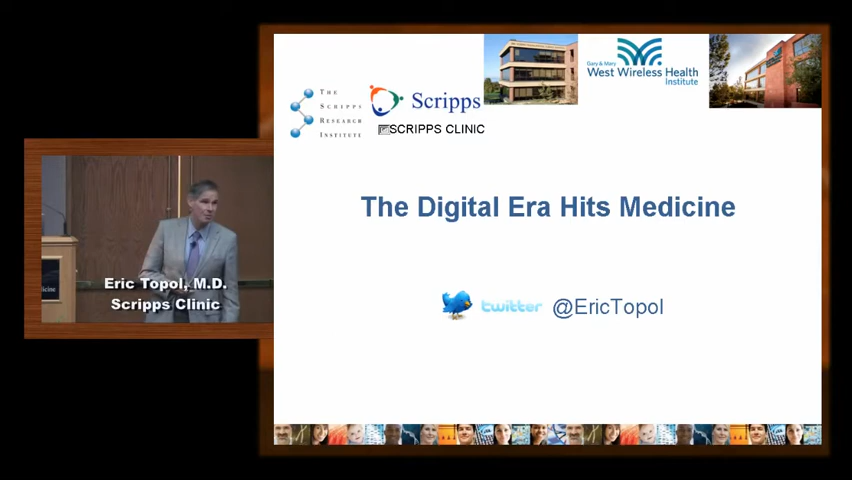 Gary & Mary
West Wireless Health
Institute
THE
SCRIPPS
RESEARCH
INSTITUTE
Scripps
SCRIPPS CLINIC
The Digital Era Hits Medicine
twitter @EricTopol
Eric Topol, M.D.
Scripps Clinic